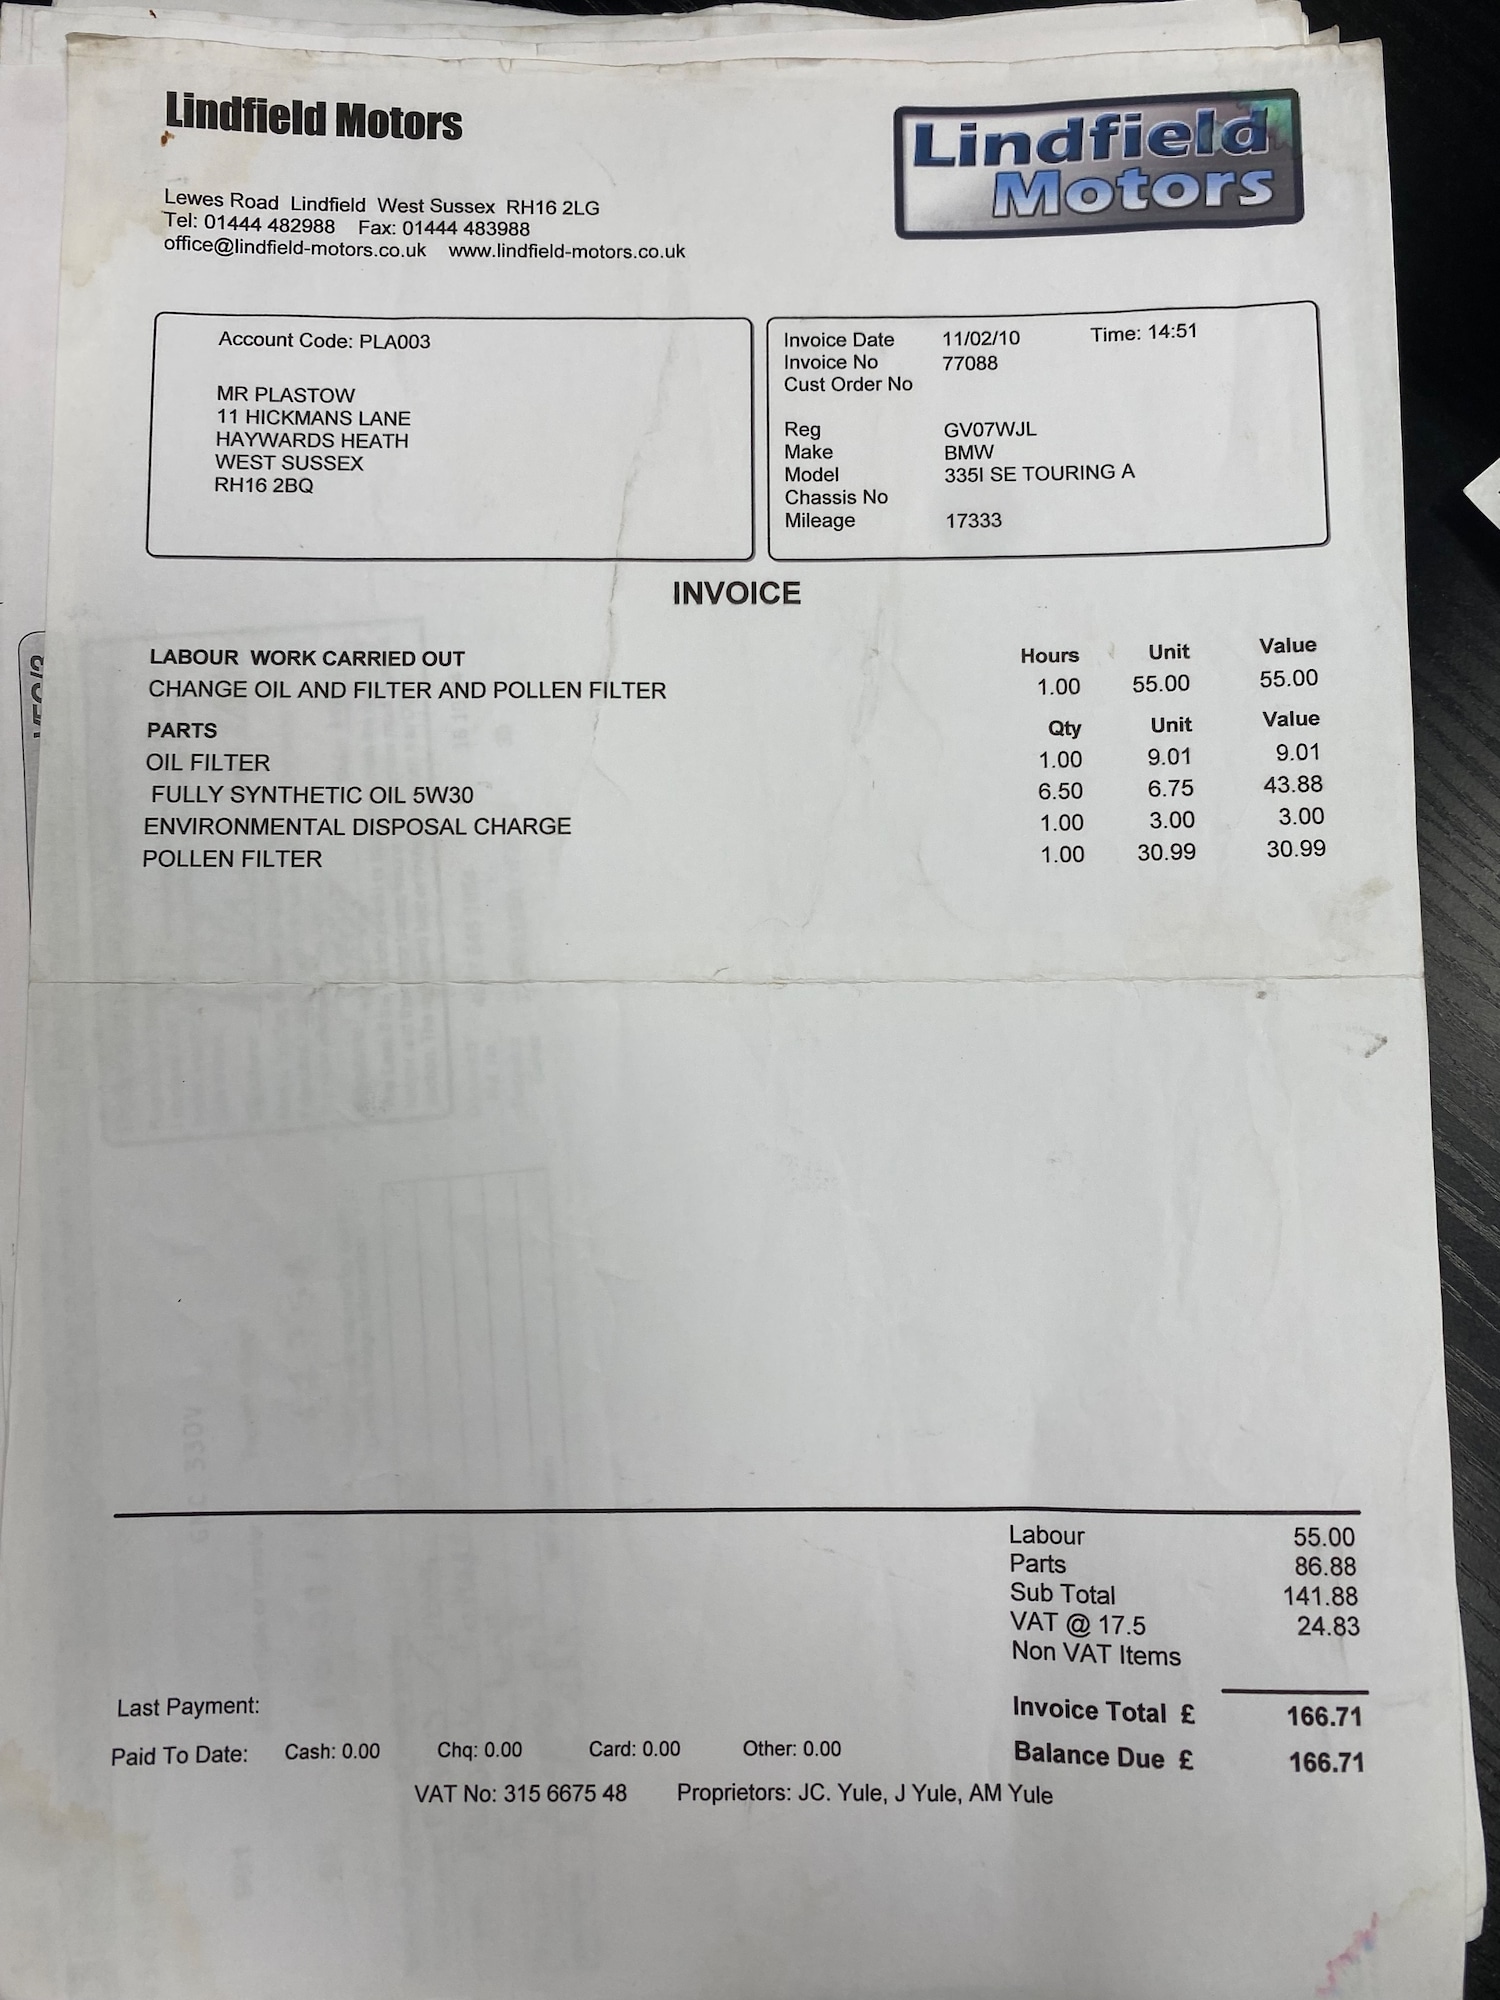 Lindfield Motors
Lindfield
Motors
Lewes Road Lindfield West Sussex RH16 2LG
Tel: 01444 482988 Fax: 01444 483988
office@lindfield-motors.co.uk www.lindfield-motors.co.uk
Account Code: PLA003
MR PLASTOW
11 HICKMANS LANE
HAYWARDS HEATH
WEST SUSSEX
RH16 2BQ
Invoice Date 11/02/10 Time: 14:51
Invoice No 77088
Cust Order No
Reg GV07WJL
Make BMW
Model 335I SE TOURING A
Chassis No
Mileage 17333
INVOICE
LABOUR WORK CARRIED OUT Hours Unit Value
CHANGE OIL AND FILTER AND POLLEN FILTER 1.00 55.00 55.00
PARTS Qty Unit Value
OIL FILTER 1.00 9.01 9.01
FULLY SYNTHETIC OIL 5W30 6.50 6.75 43.88
ENVIRONMENTAL DISPOSAL CHARGE 1.00 3.00 3.00
POLLEN FILTER 1.00 30.99 30.99
Labour 55.00
Parts 86.88
Sub Total 141.88
VAT @ 17.5 24.83
Non VAT Items
Last Payment:
Invoice Total £ 166.71
Paid To Date: Cash: 0.00 Chq: 0.00 Card: 0.00 Other: 0.00
Balance Due £ 166.71
VAT No: 315 6675 48 Proprietors: JC. Yule, J Yule, AM Yule